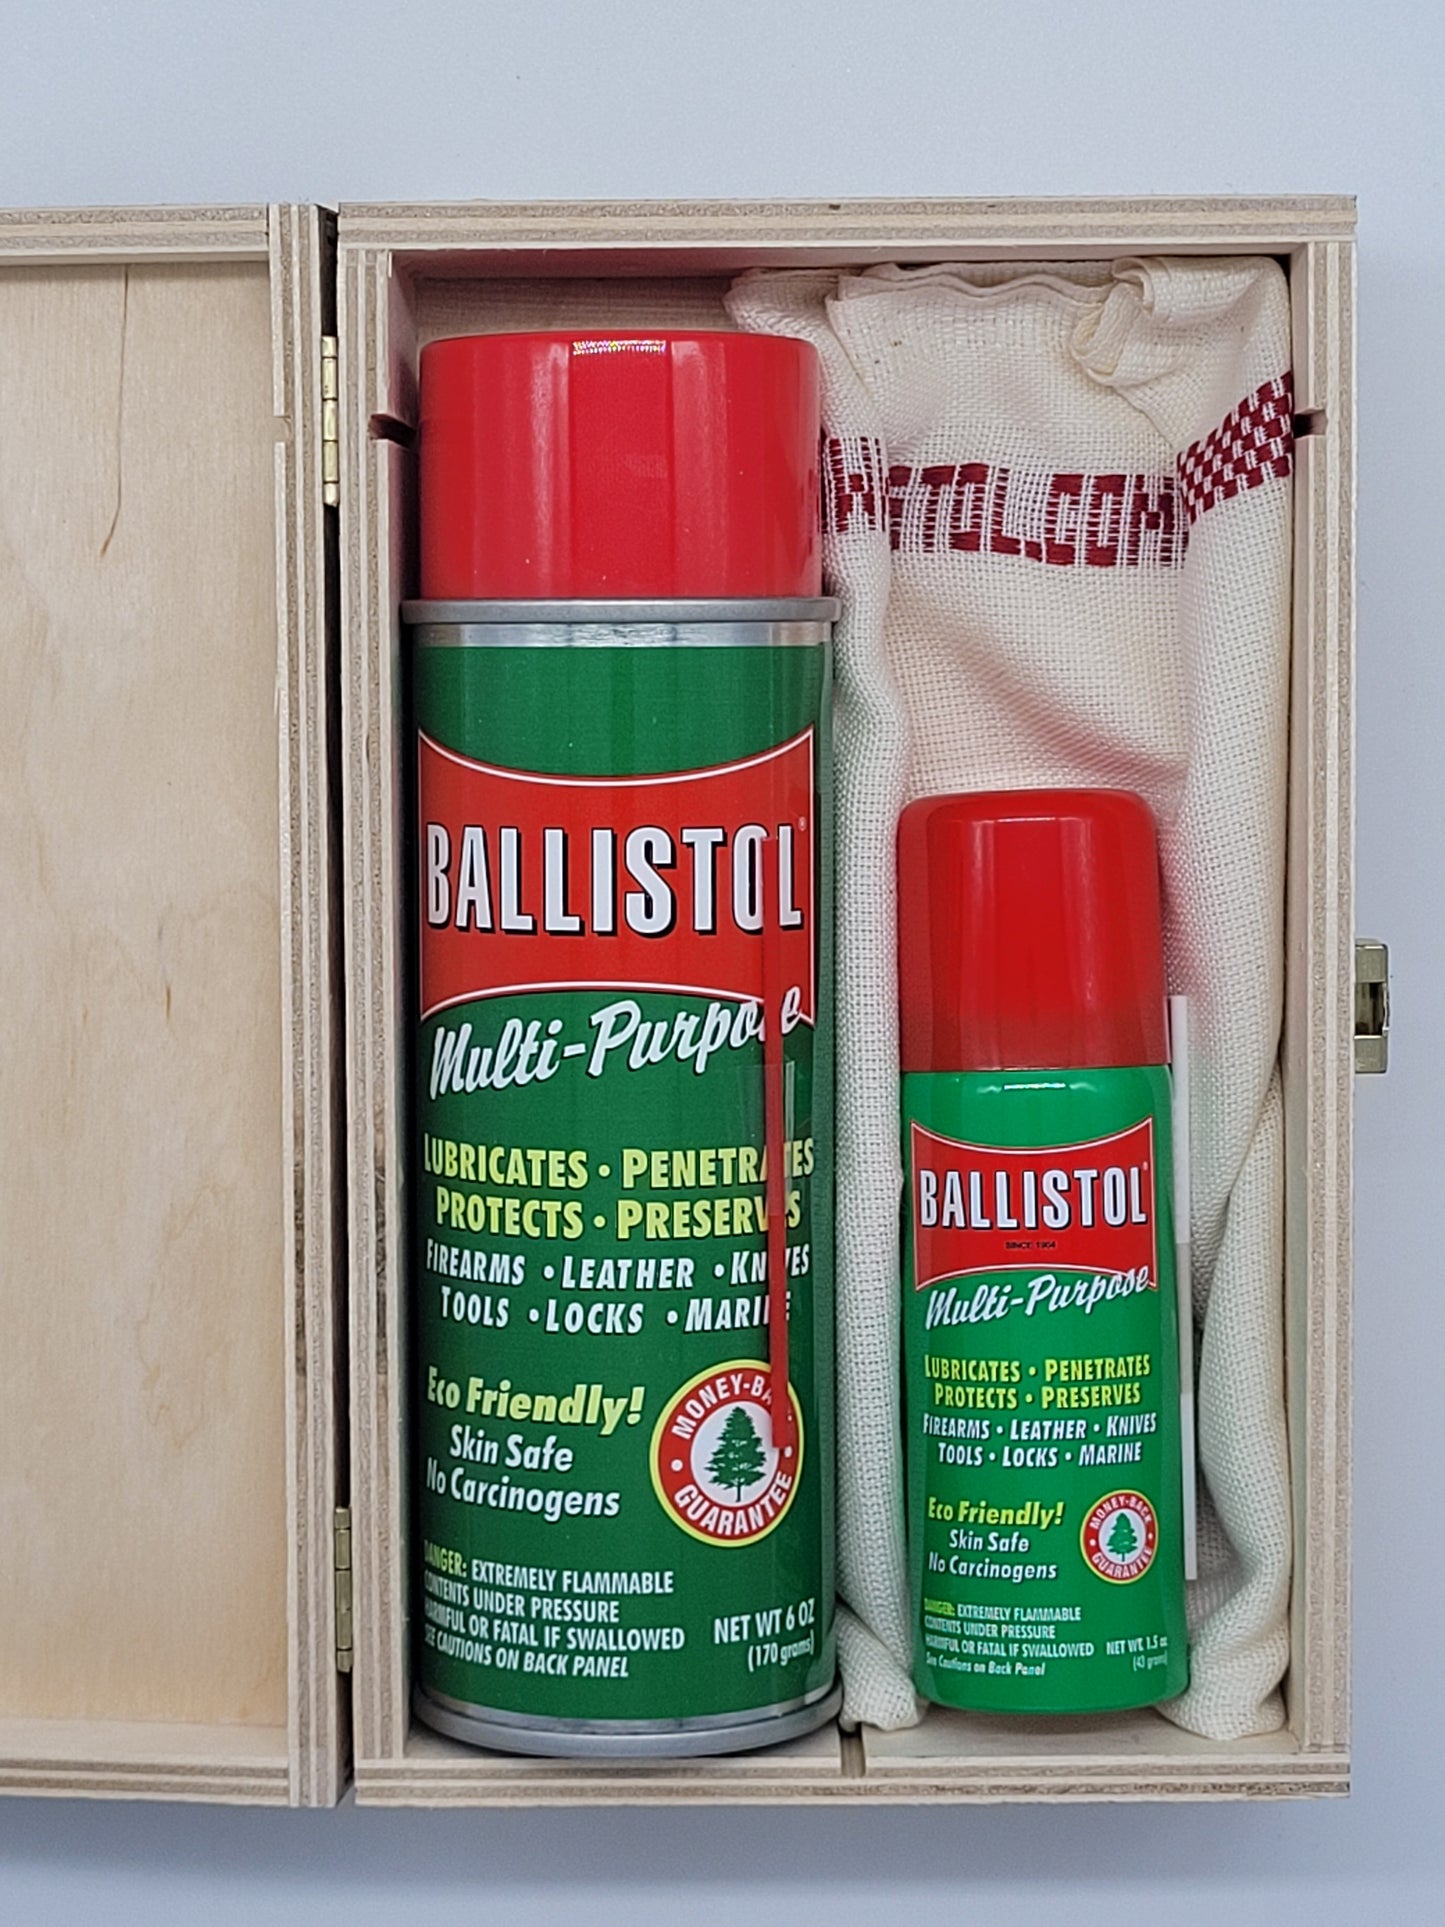 BALLISTOL®
Multi-Purpose
LUBRICATES • PENETRATES
PROTECTS • PRESERVES
FIREARMS • LEATHER • KNIVES
TOOLS • LOCKS • MARINE
Eco Friendly!
Skin Safe
No Carcinogens
MONEY-BACK
GUARANTEE
DANGER: EXTREMELY FLAMMABLE
CONTENTS UNDER PRESSURE
HARMFUL OR FATAL IF SWALLOWED
SEE CAUTIONS ON BACK PANEL
NET WT 6 OZ
(170 grams)
STOL.COM
BALLISTOL®
SINCE 1904
Multi-Purpose
LUBRICATES • PENETRATES
PROTECTS • PRESERVES
FIREARMS • LEATHER • KNIVES
TOOLS • LOCKS • MARINE
Eco Friendly!
Skin Safe
No Carcinogens
MONEY-BACK
GUARANTEE
DANGER: EXTREMELY FLAMMABLE
CONTENTS UNDER PRESSURE
HARMFUL OR FATAL IF SWALLOWED
See Cautions on Back Panel
NET WT. 1.5 oz
(43 grams)